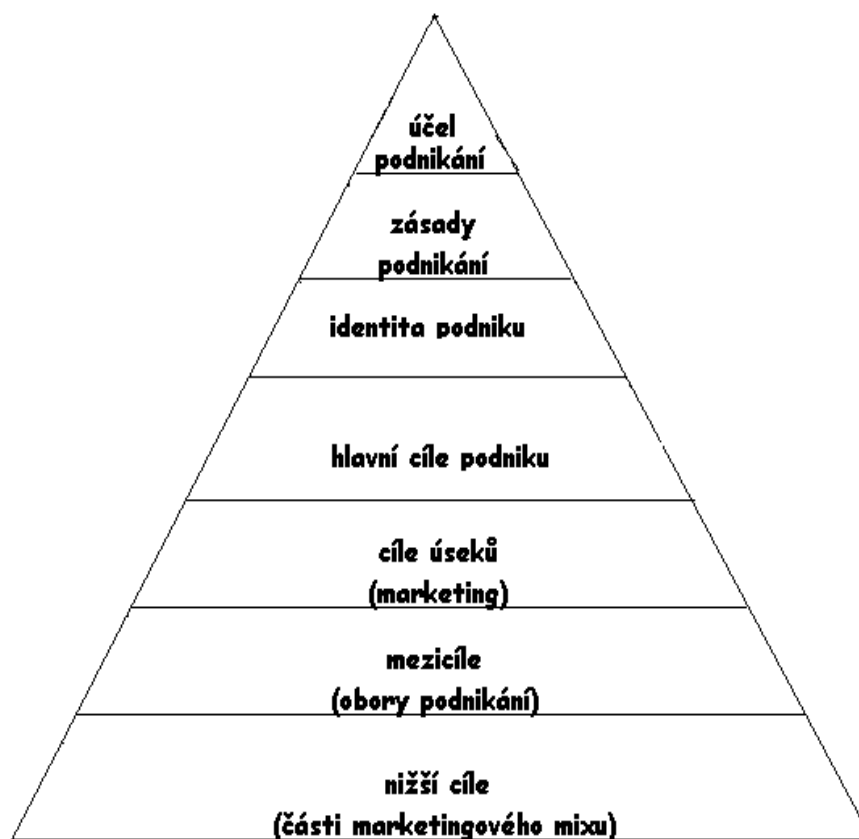 účel
podnikání
zásady
podnikání
identita podniku
hlavní cíle podniku
cíle úseků
(marketing)
mezicíle
(obory podnikání)
nižší cíle
(části marketingového mixu)